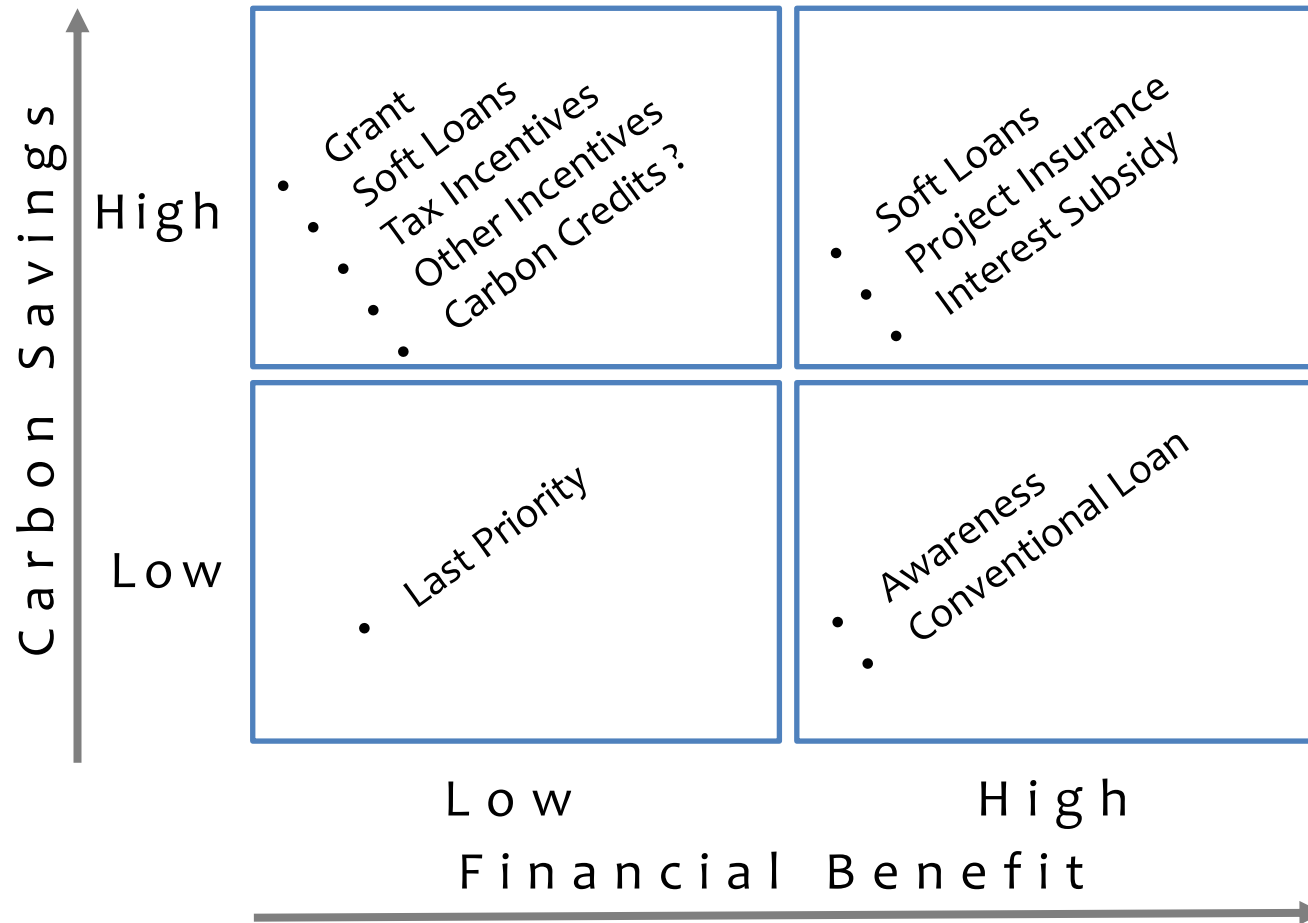 Carbon Savings
High
• Grant
• Soft Loans
• Tax Incentives
• Other Incentives
• Carbon Credits ?
• Soft Loans
• Project Insurance
• Interest Subsidy
Low
• Last Priority
• Awareness
• Conventional Loan
Low
High
Financial Benefit